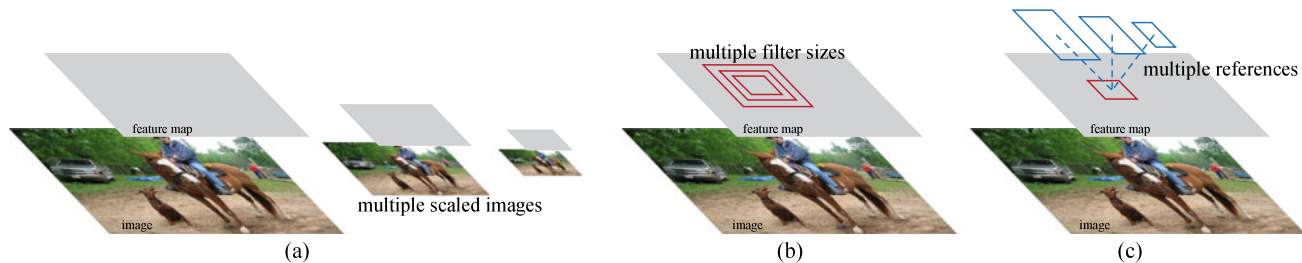 feature map
image
multiple scaled images
(a)
multiple filter sizes
feature map
image
(b)
multiple references
feature map
image
(c)